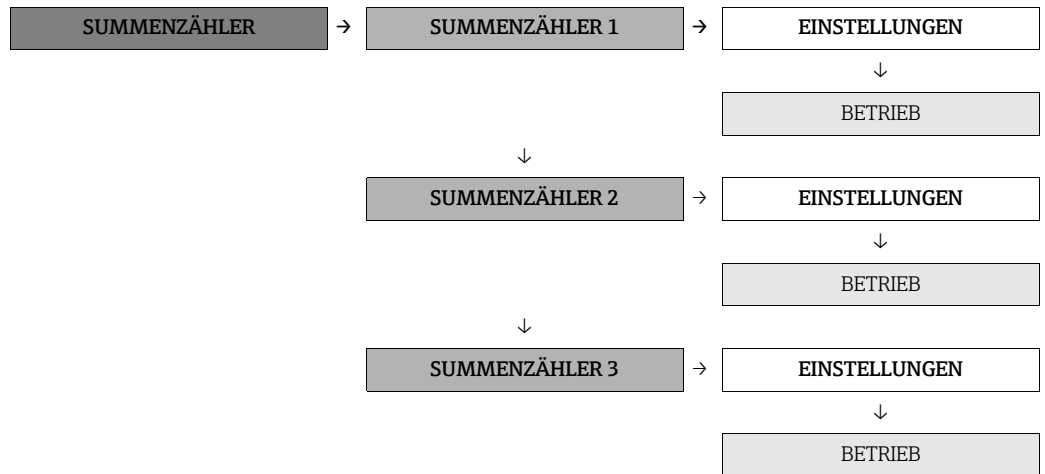 SUMMENZÄHLER → SUMMENZÄHLER 1 → EINSTELLUNGEN
↓
BETRIEB
↓
SUMMENZÄHLER 2 → EINSTELLUNGEN
↓
BETRIEB
↓
SUMMENZÄHLER 3 → EINSTELLUNGEN
↓
BETRIEB